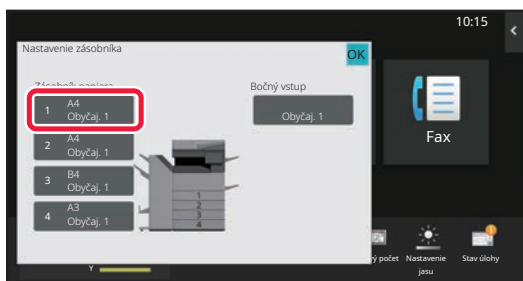 10:15
Nastavenie zásobníka
OK
Zásobník papiera
Bočný vstup
1
A4
Obyčaj. 1
Obyčaj. 1
2
A4
Obyčaj. 1
3
B4
Obyčaj. 1
4
A3
Obyčaj. 1
1
2
3
4
Fax
počet
Nastavenie
jasu
Stav úlohy
Y